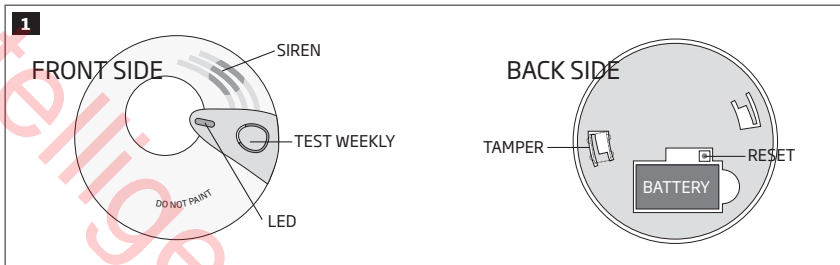 1
FRONT SIDE
SIREN
TEST WEEKLY
LED
DO NOT PAINT
BACK SIDE
TAMPER
RESET
BATTERY